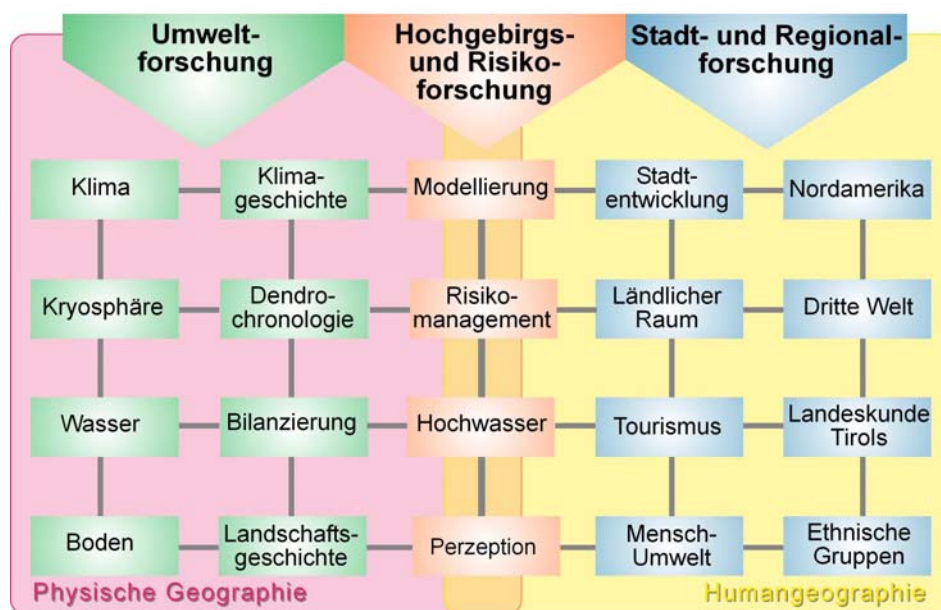 Umwelt-
forschung
Hochgebirgs-
und Risiko-
forschung
Stadt- und Regional-
forschung
Klima
Klima-
geschichte
Modellierung
Stadt-
entwicklung
Nordamerika
Kryosphäre
Dendro-
chronologie
Risiko-
management
Ländlicher
Raum
Dritte Welt
Wasser
Bilanzierung
Hochwasser
Tourismus
Landeskunde
Tirols
Boden
Landschafts-
geschichte
Perzeption
Mensch-
Umwelt
Ethnische
Gruppen
Physische Geographie
Humangeographie